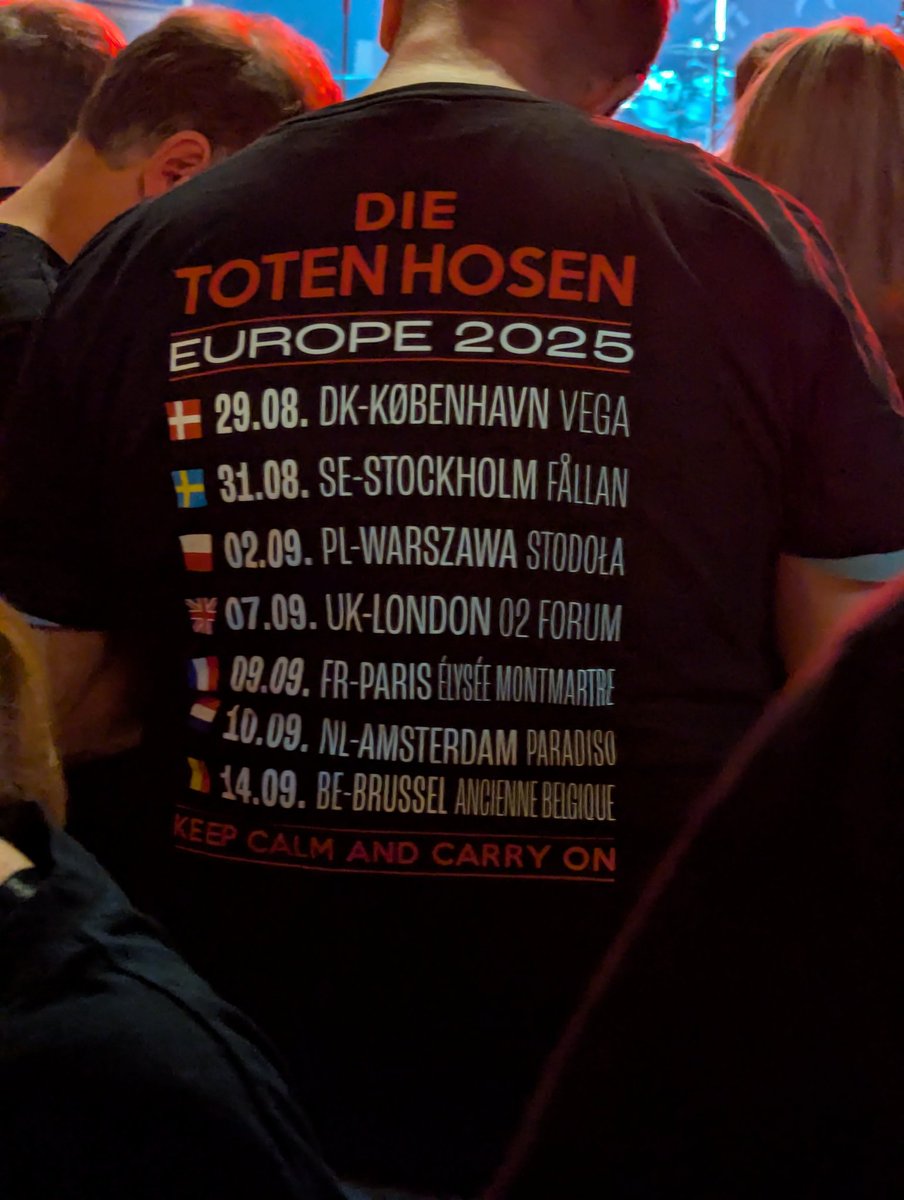 DIE
TOTEN HOSEN
EUROPE 2025
29.08. DK-KØBENHAVN VEGA
31.08. SE-STOCKHOLM FÅLLAN
02.09. PL-WARSZAWA STODOŁA
07.09. UK-LONDON O2 FORUM
09.09. FR-PARIS ÉLYSÉE MONTMARTRE
10.09. NL-AMSTERDAM PARADISO
14.09. BE-BRUSSEL ANCIENNE BELGIQUE
KEEP CALM AND CARRY ON